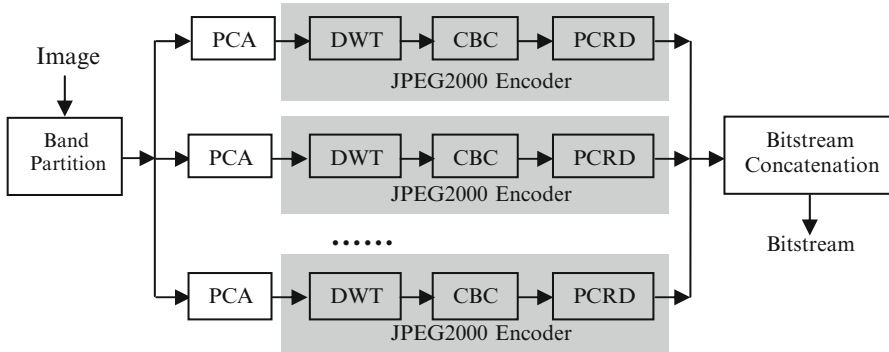 Image
Band
Partition
PCA
DWT
CBC
PCRD
JPEG2000 Encoder
PCA
DWT
CBC
PCRD
JPEG2000 Encoder
......
PCA
DWT
CBC
PCRD
JPEG2000 Encoder
Bitstream
Concatenation
Bitstream